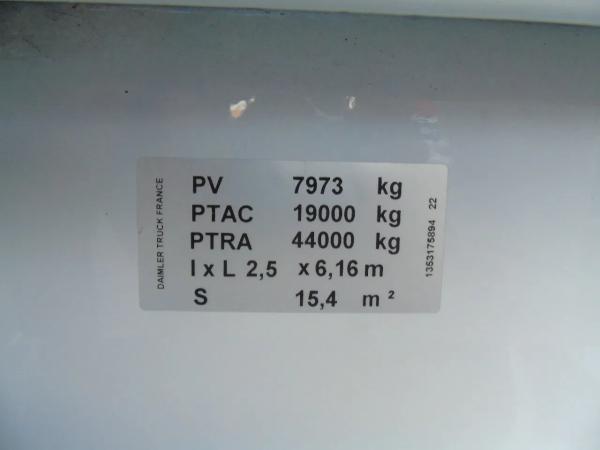 DAIMLER TRUCK FRANCE
PV 7973 kg
PTAC 19000 kg
PTRA 44000 kg
l x L 2,5 x 6,16 m
S 15,4 m ²
1353175894 22